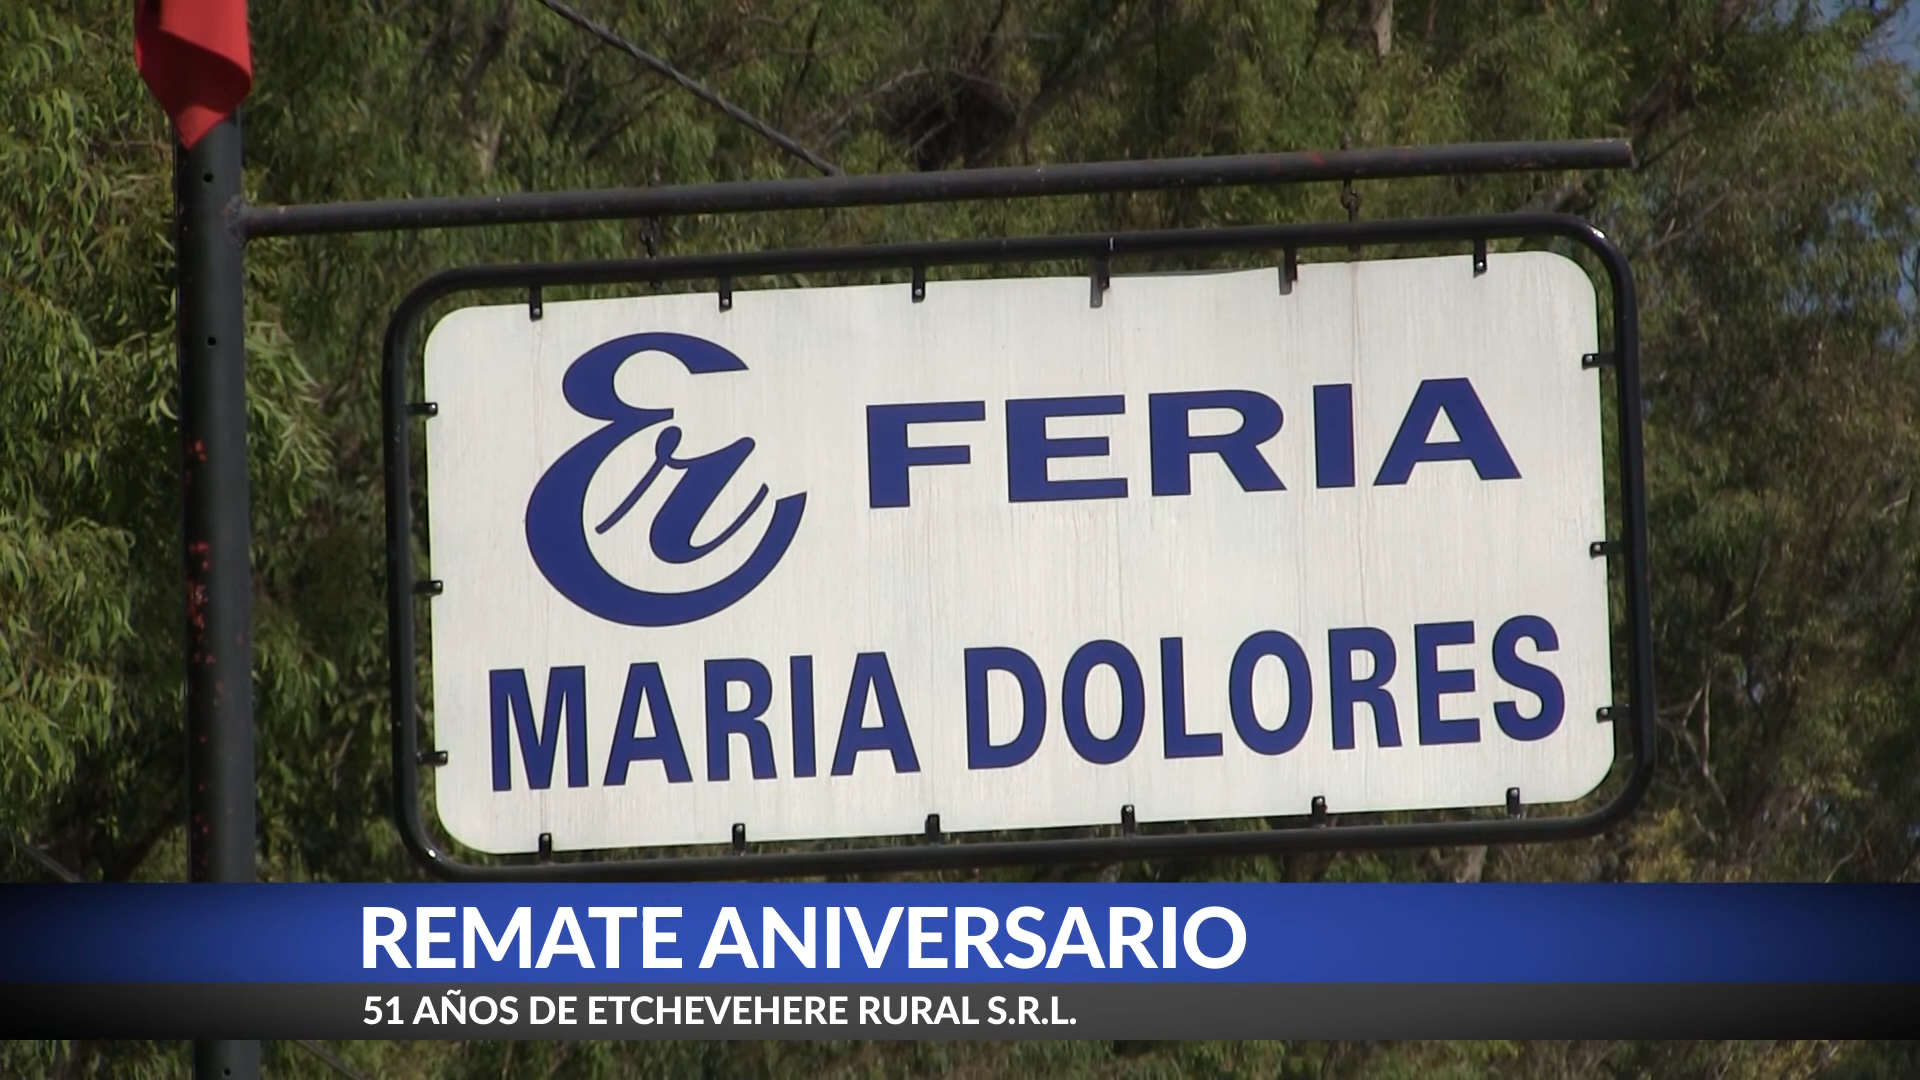 Er FERIA
MARIA DOLORES
REMATE ANIVERSARIO
51 AÑOS DE ETCHEVEHERE RURAL S.R.L.